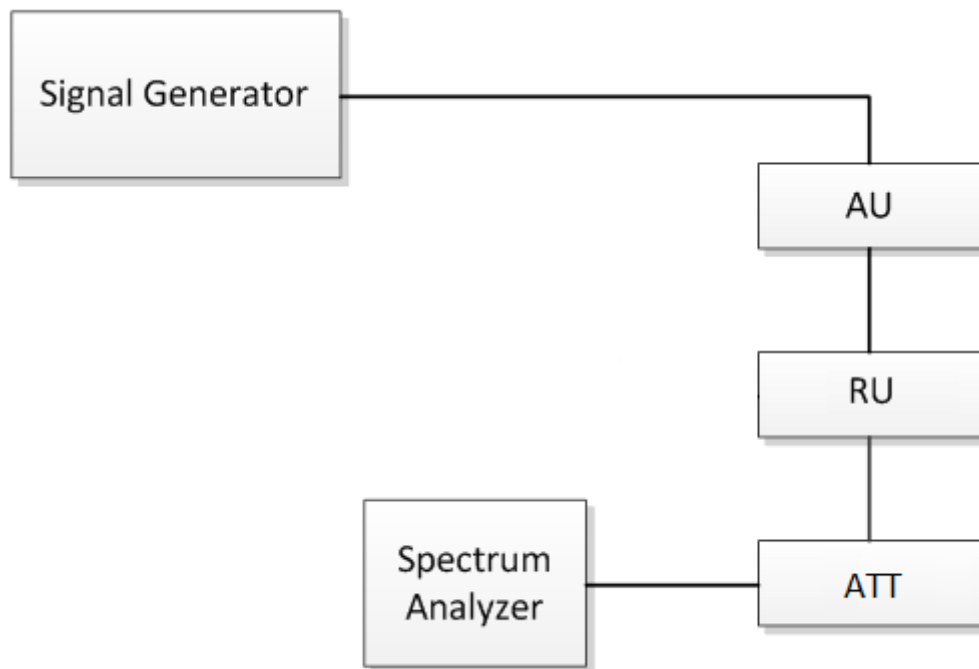 Signal Generator
AU
RU
ATT
Spectrum
Analyzer